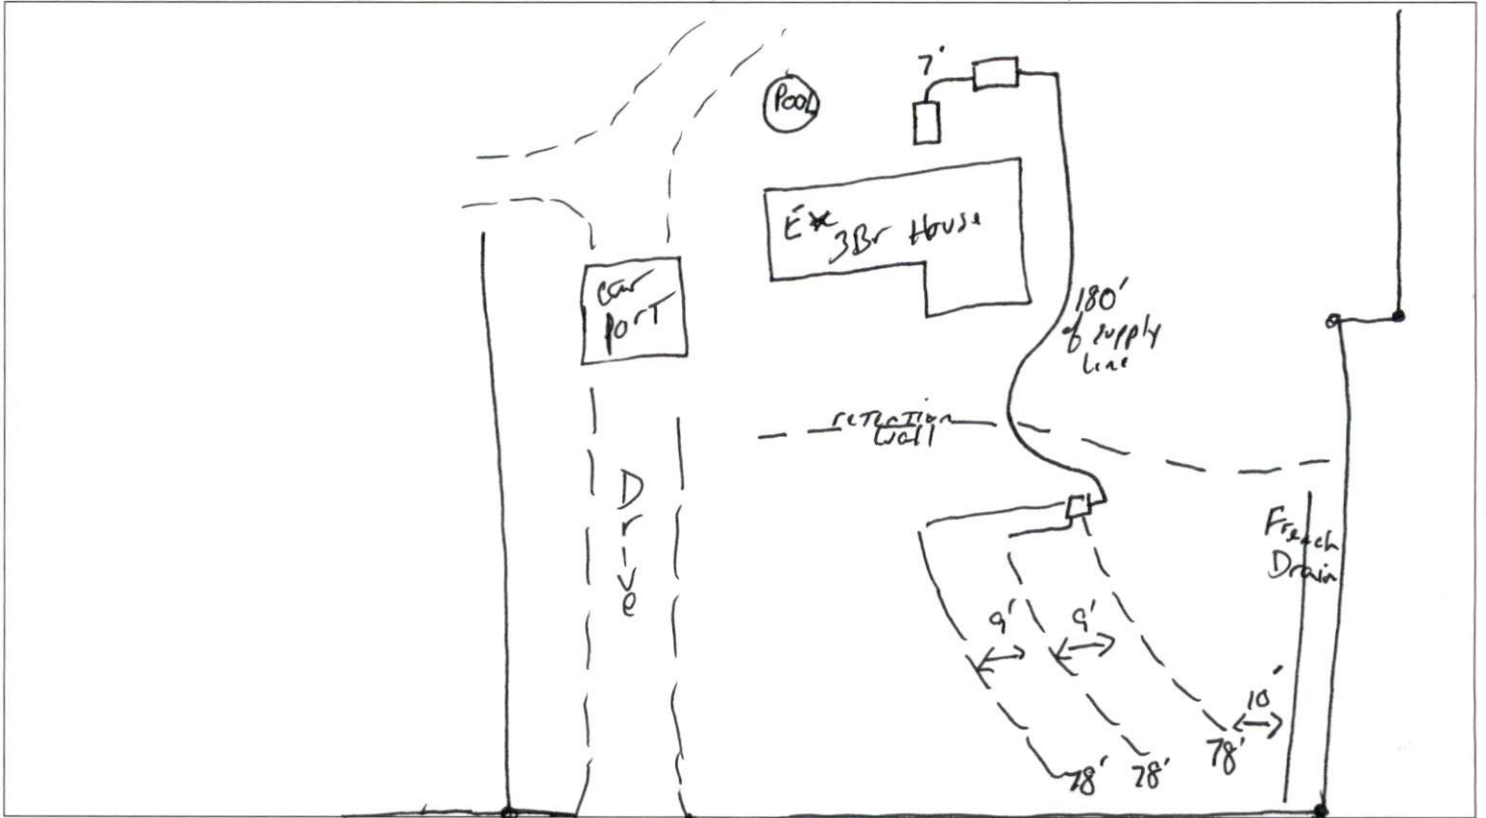 7'
Pool
Ex
3Br House
Car
Port
180'
of supply
Line
retention
wall
Drive
French
Drain
9'
9'
10'
78'
78'
78'